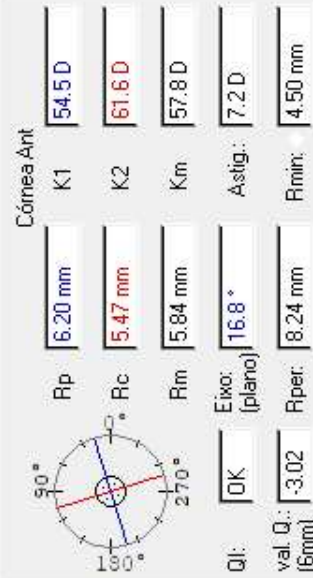 Córnea Ant
90°
Rp 6.20 mm K1 54.5 D
180° 0° Rc 5.47 mm K2 61.6 D
270° Rm 5.84 mm Km 57.8 D
QI: OK Eixo: (plano) 16.8 ° Astig.: 7.2 D
val. Q.: (6mm) -3.02 Rper: 8.24 mm Rmin: 4.50 mm